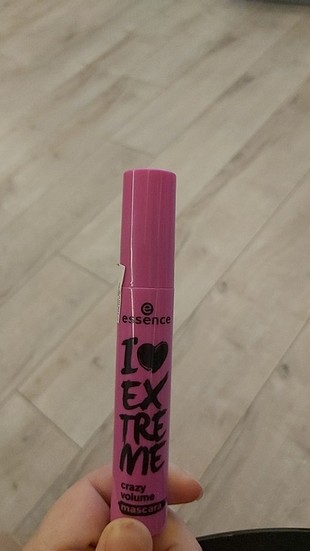 e
essence
I ♥
EX
TRE
ME
crazy
volume
mascara